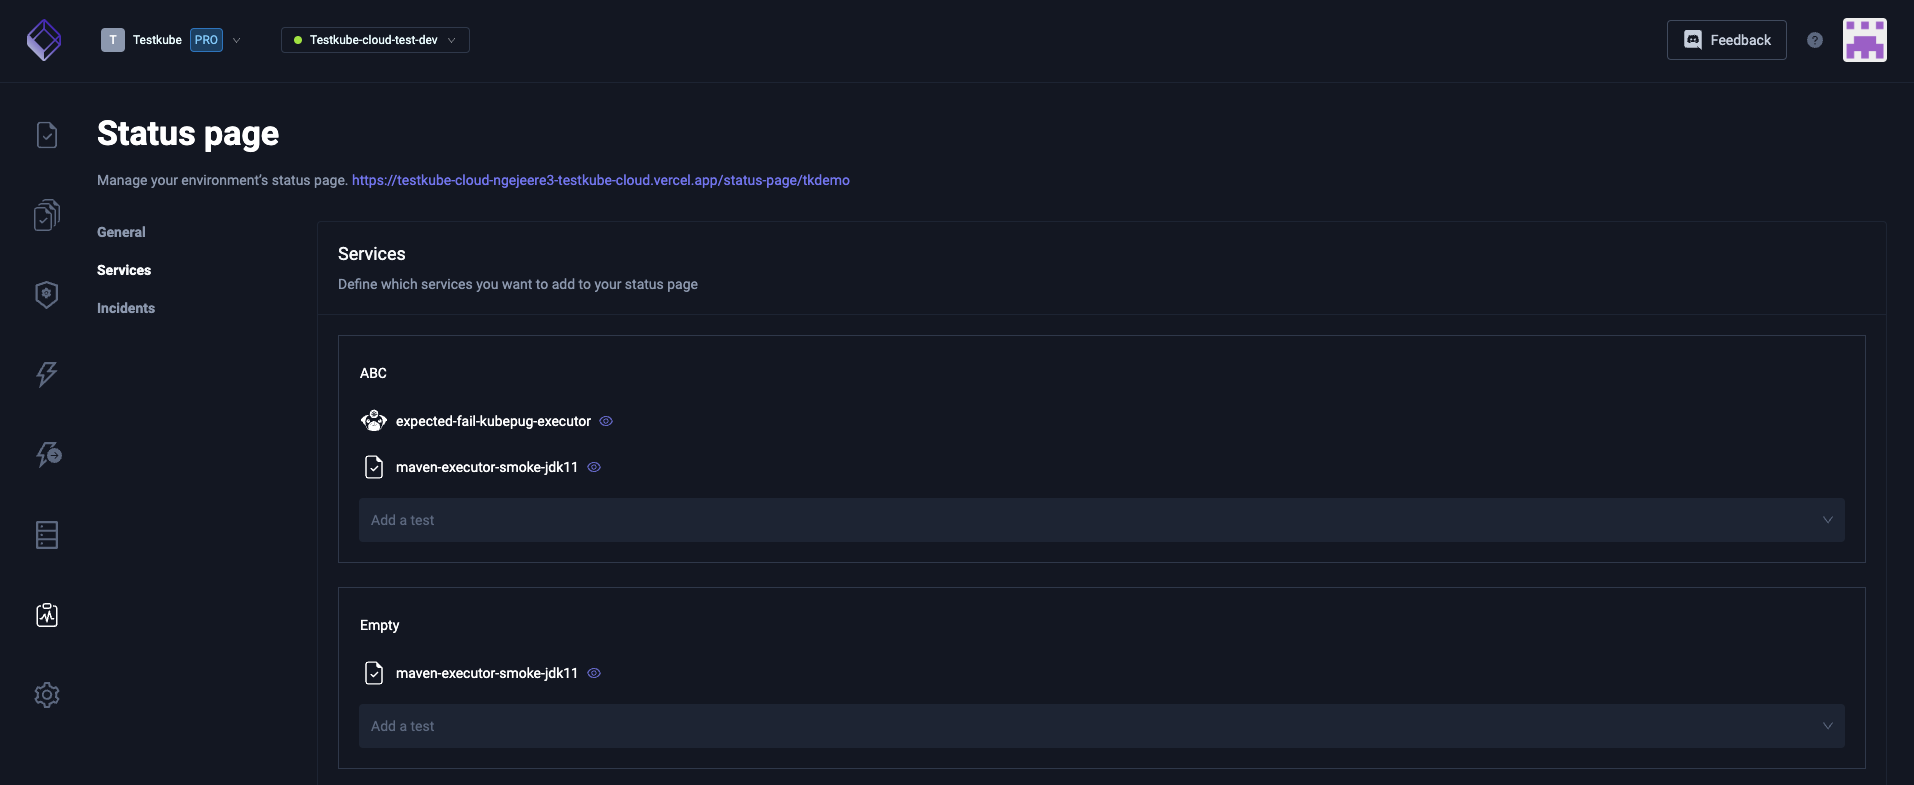 T Testkube PRO
Testkube-cloud-test-dev
Feedback
?
Status page
Manage your environment's status page. https://testkube-cloud-ngejeere3-testkube-cloud.vercel.app/status-page/tkdemo
General
Services
Incidents
Services
Define which services you want to add to your status page
ABC
expected-fail-kubepug-executor
maven-executor-smoke-jdk11
Add a test
Empty
maven-executor-smoke-jdk11
Add a test